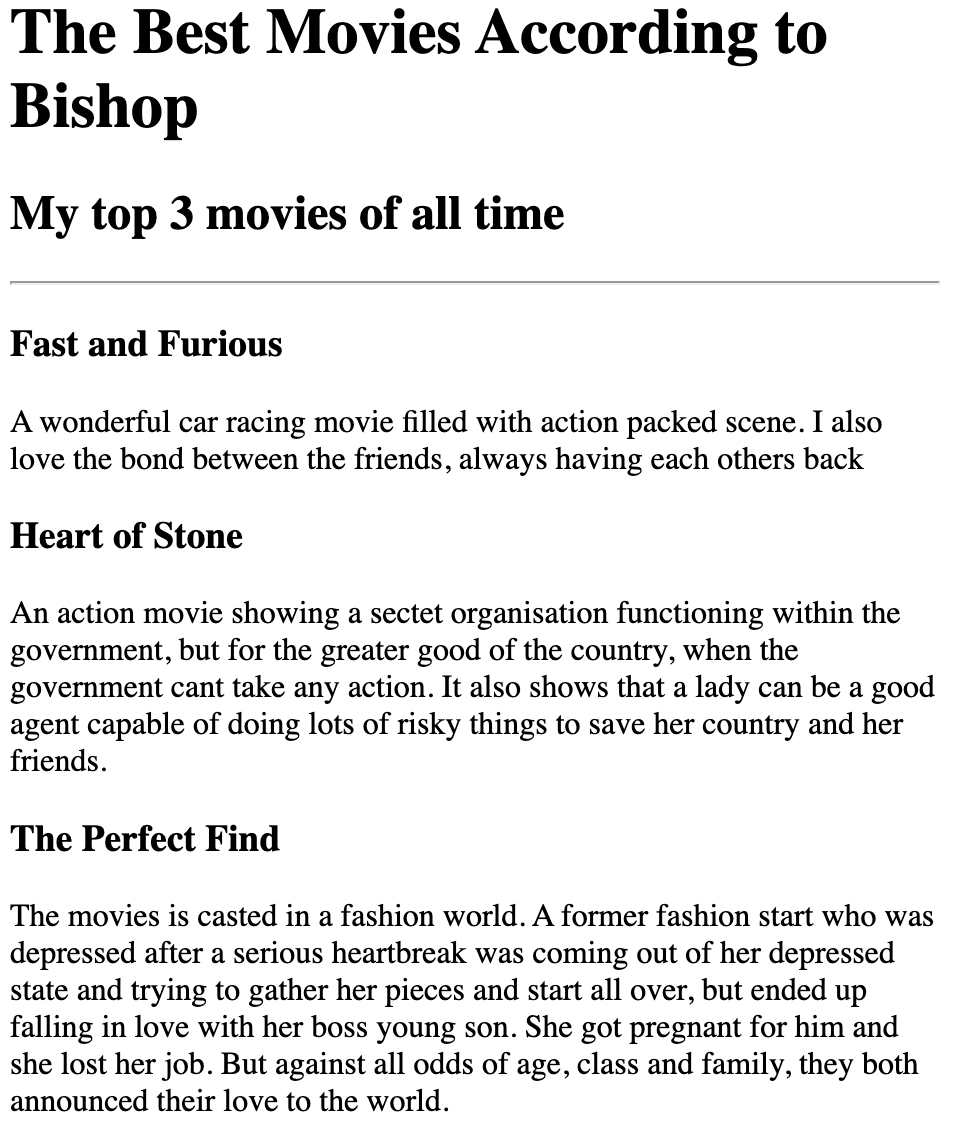 The Best Movies According to
Bishop
My top 3 movies of all time
Fast and Furious
A wonderful car racing movie filled with action packed scene. I also
love the bond between the friends, always having each others back
Heart of Stone
An action movie showing a sectet organisation functioning within the
government, but for the greater good of the country, when the
government cant take any action. It also shows that a lady can be a good
agent capable of doing lots of risky things to save her country and her
friends.
The Perfect Find
The movies is casted in a fashion world. A former fashion start who was
depressed after a serious heartbreak was coming out of her depressed
state and trying to gather her pieces and start all over, but ended up
falling in love with her boss young son. She got pregnant for him and
she lost her job. But against all odds of age, class and family, they both
announced their love to the world.